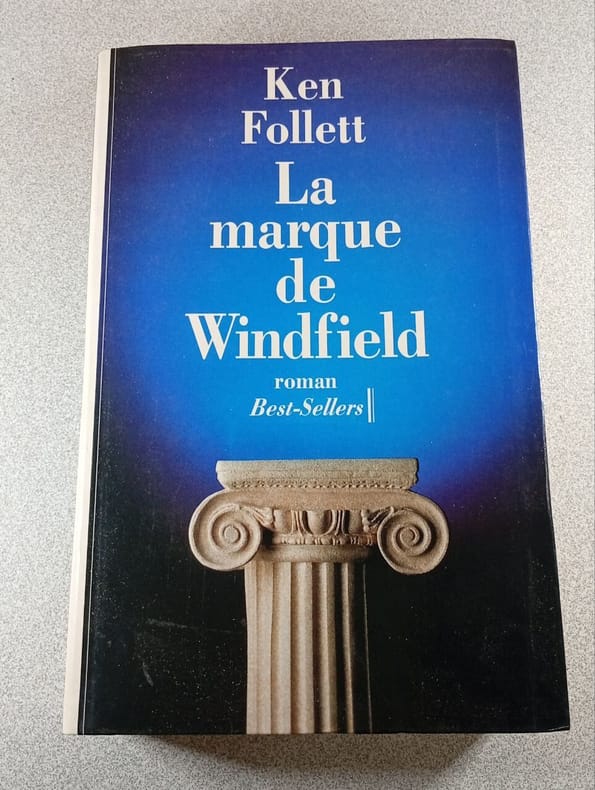 Ken
Follett
La
marque
de
Windfield
roman
Best-Sellers